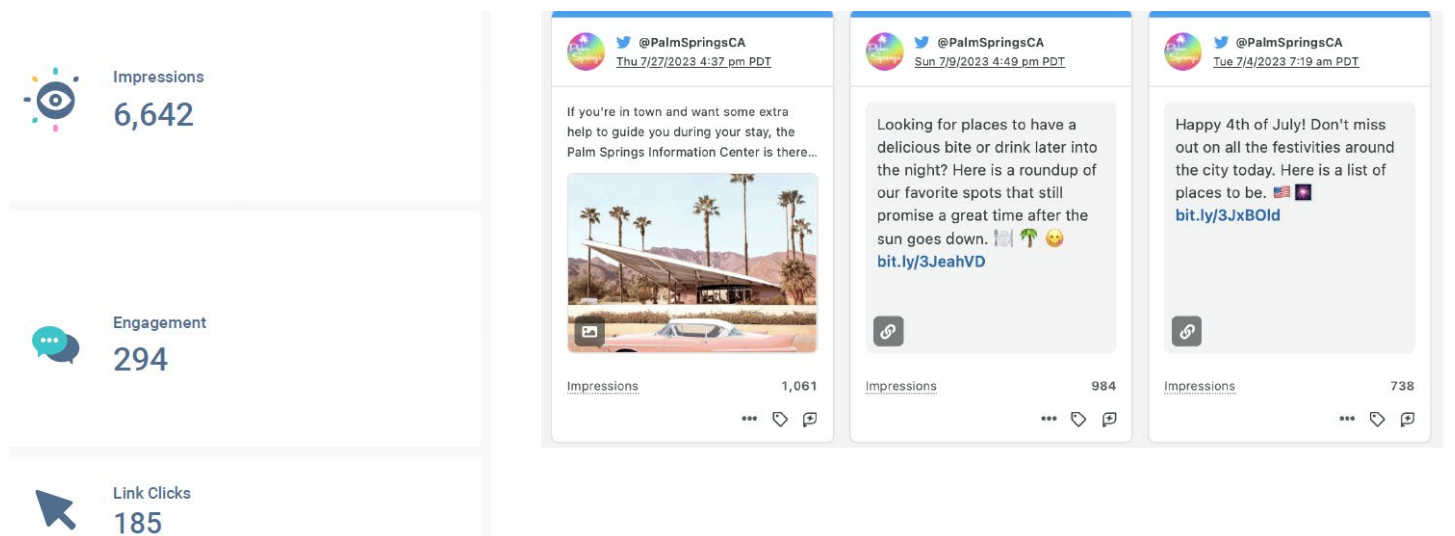 Impressions
6,642
Engagement
294
Link Clicks
185
@PalmSpringsCA
Thu 7/27/2023 4:37 pm PDT
If you're in town and want some extra
help to guide you during your stay, the
Palm Springs Information Center is there...
Impressions 1,061
@PalmSpringsCA
Sun 7/9/2023 4:49 pm PDT
Looking for places to have a
delicious bite or drink later into
the night? Here is a roundup of
our favorite spots that still
promise a great time after the
sun goes down. 🍽️ 🌴 😋
bit.ly/3JeahVD
Impressions 984
@PalmSpringsCA
Tue 7/4/2023 7:19 am PDT
Happy 4th of July! Don't miss
out on all the festivities around
the city today. Here is a list of
places to be. 🇺🇸 🎆
bit.ly/3JxBOld
Impressions 738